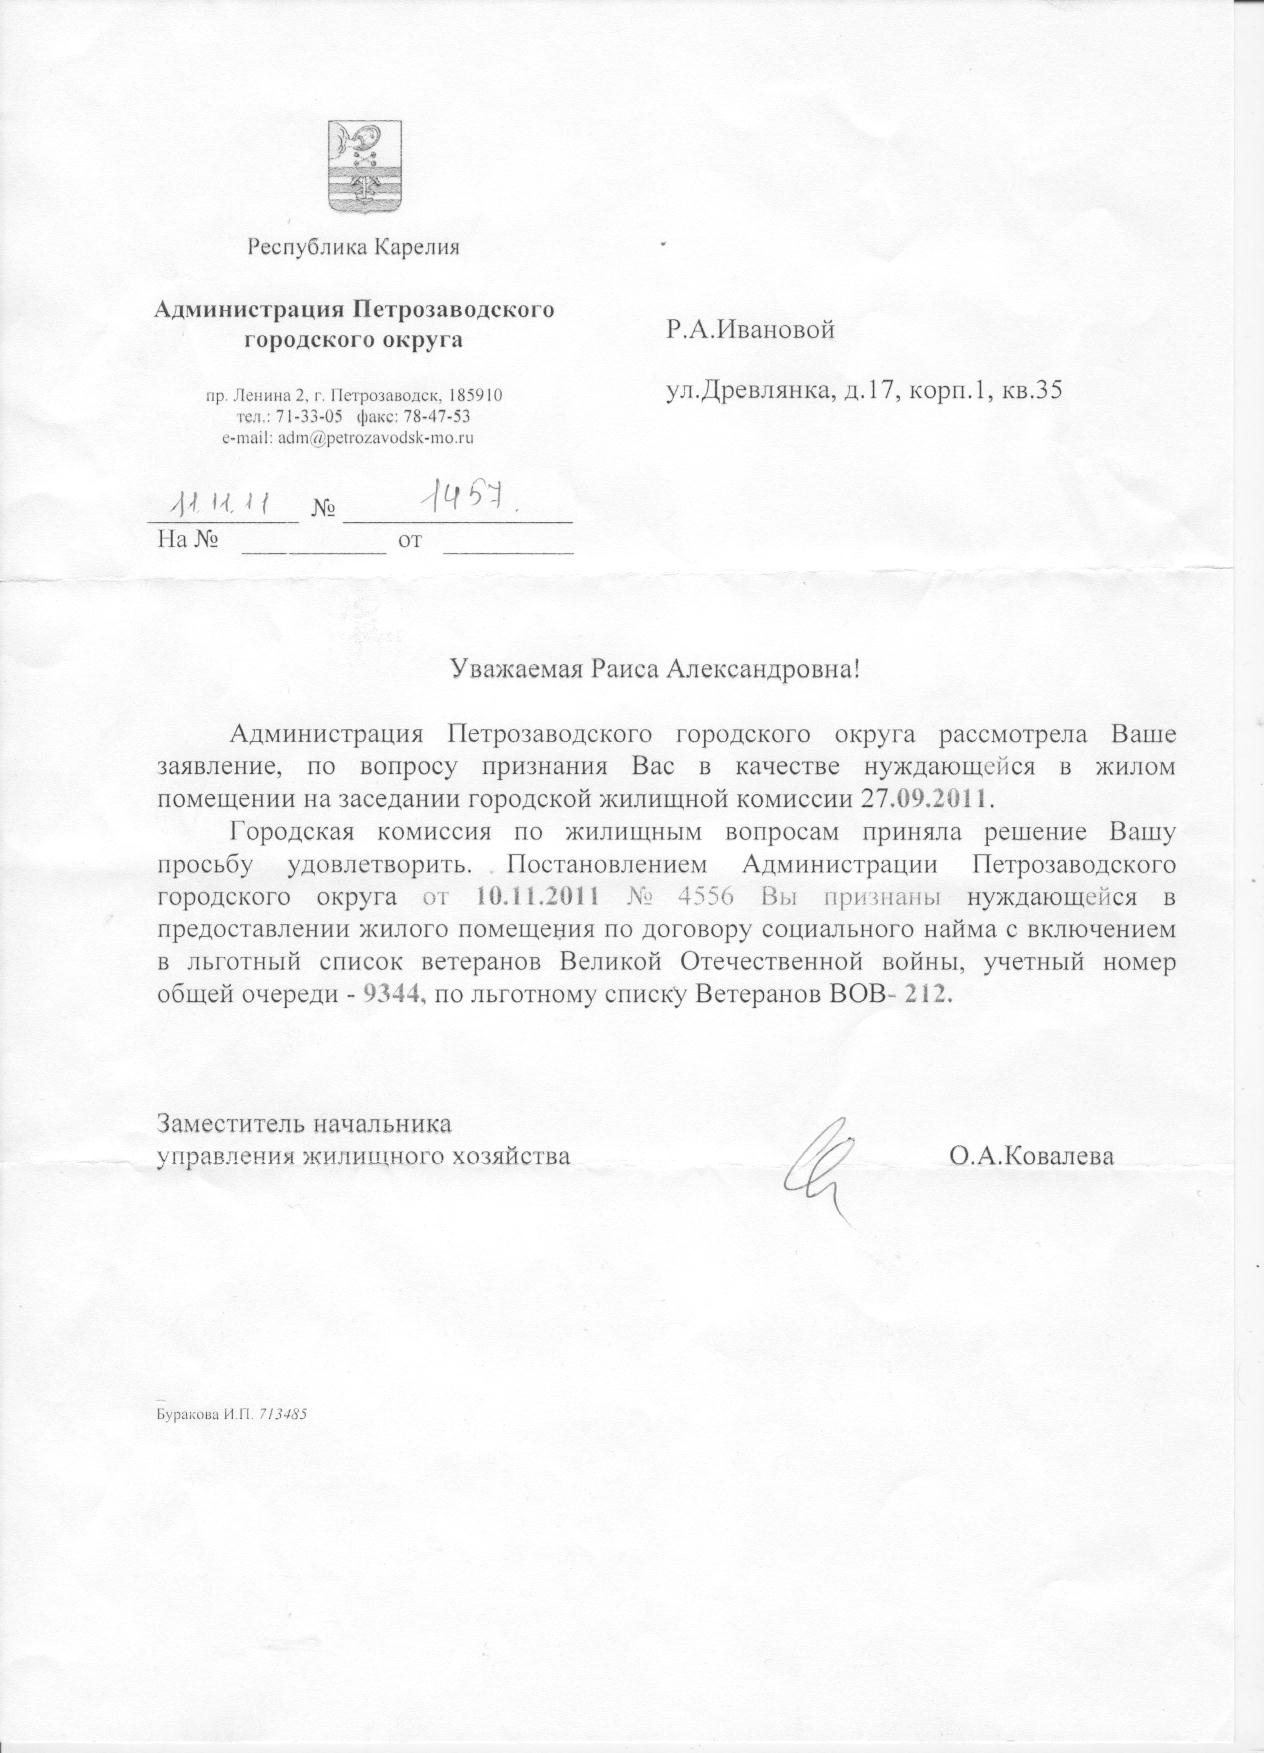 Республика Карелия
Администрация Петрозаводского
городского округа
пр. Ленина 2, г. Петрозаводск, 185910
тел.: 71-33-05 факс: 78-47-53
e-mail: adm@petrozavodsk-mo.ru
11.11.11 № 1457.
На № ____________ от __________
Р.А.Ивановой
ул.Древлянка, д.17, корп.1, кв.35
Уважаемая Раиса Александровна!
Администрация Петрозаводского городского округа рассмотрела Ваше
заявление, по вопросу признания Вас в качестве нуждающейся в жилом
помещении на заседании городской жилищной комиссии 27.09.2011.
Городская комиссия по жилищным вопросам приняла решение Вашу
просьбу удовлетворить. Постановлением Администрации Петрозаводского
городского округа от 10.11.2011 № 4556 Вы признаны нуждающейся в
предоставлении жилого помещения по договору социального найма с включением
в льготный список ветеранов Великой Отечественной войны, учетный номер
общей очереди - 9344, по льготному списку Ветеранов ВОВ- 212.
Заместитель начальника
управления жилищного хозяйства О.А.Ковалева
Буракова И.П. 713485